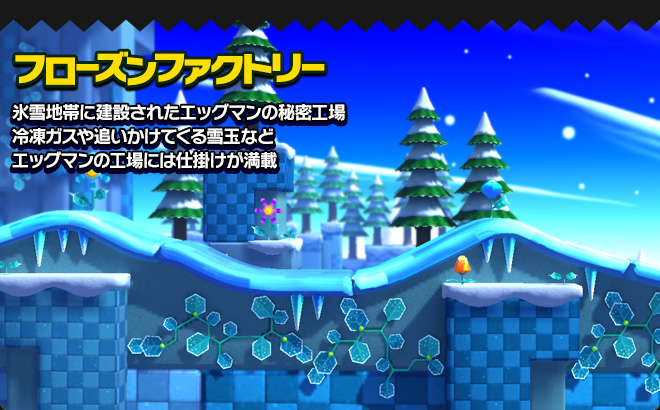 フローズンファクトリー
氷雪地帯に建設されたエッグマンの秘密工場
冷凍ガスや追いかけてくる雪玉など
エッグマンの工場には仕掛けが満載